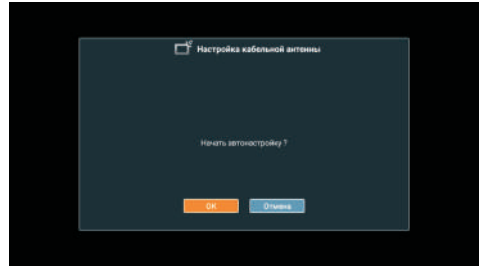 Настройка кабельной антенны
Начать автонастройку ?
OK
Отмена